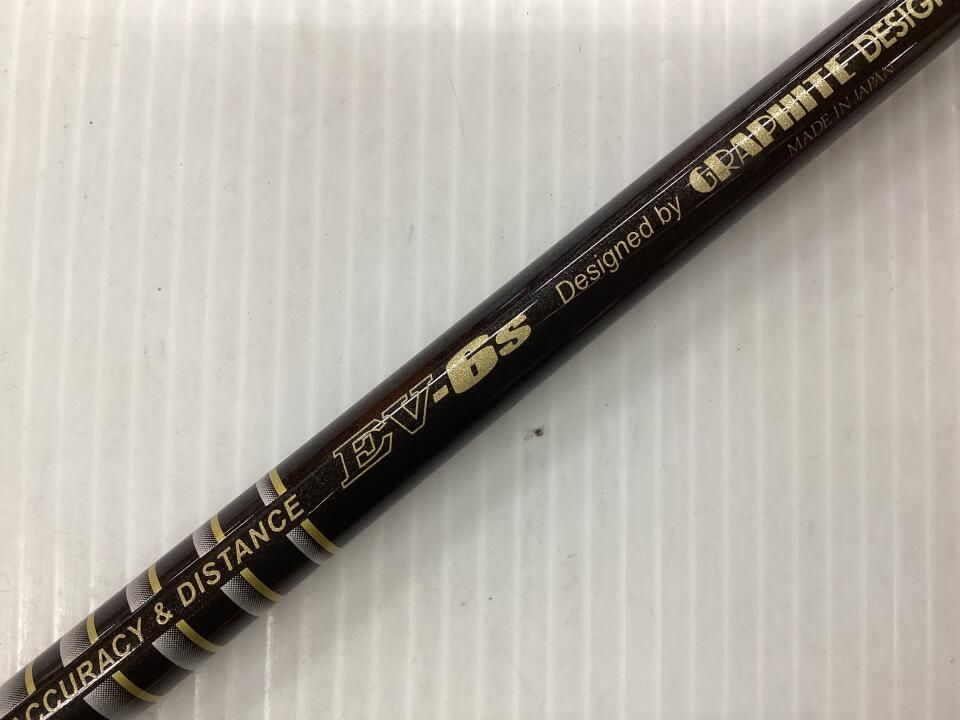 ACCURACY & DISTANCE EV-6s Designed by GRAPHITE DESIGN
MADE IN JAPAN